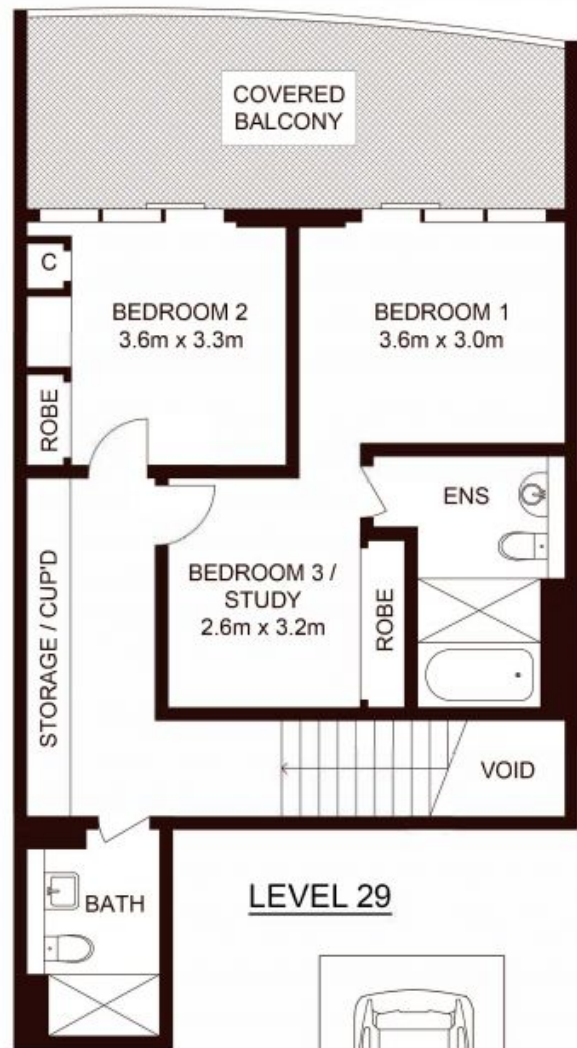 COVERED
BALCONY
C
BEDROOM 2
3.6m x 3.3m
BEDROOM 1
3.6m x 3.0m
ROBE
ENS
STORAGE / CUP'D
BEDROOM 3 /
STUDY
2.6m x 3.2m
ROBE
VOID
BATH
LEVEL 29